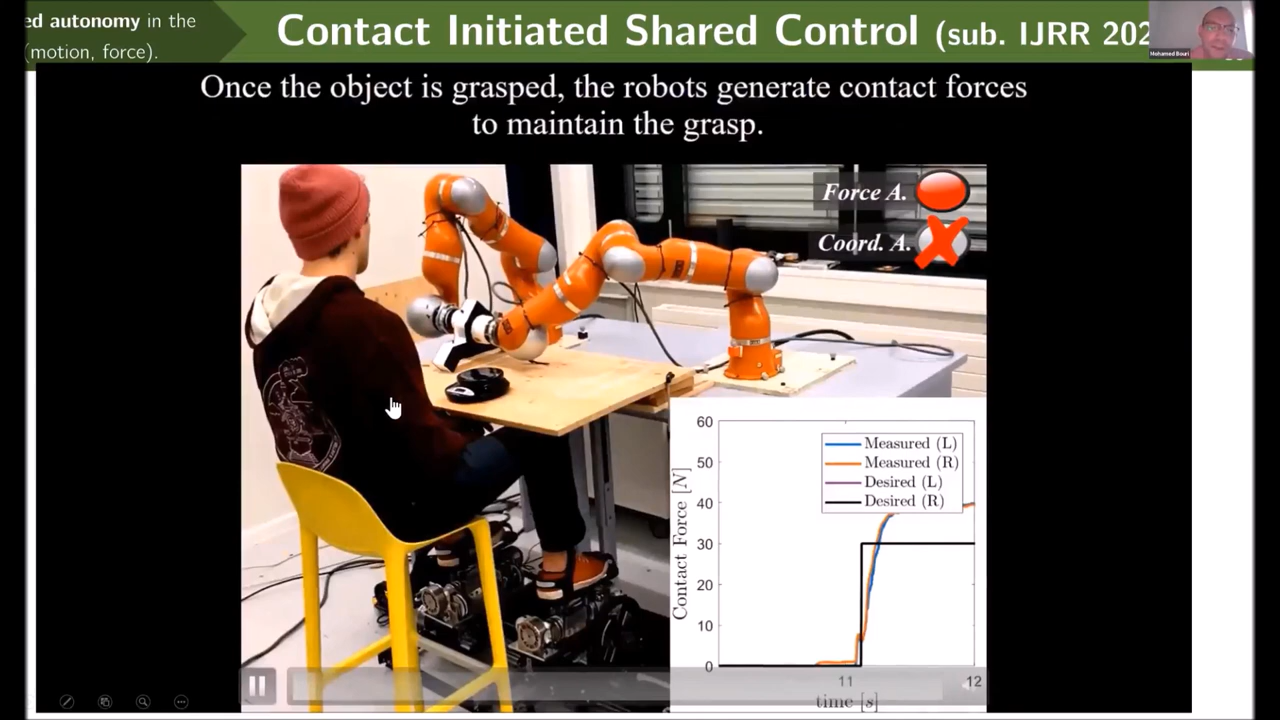 ed autonomy in the
(motion, force).
Contact Initiated Shared Control (sub. IJRR 202
Mohamed Bouri
Once the object is grasped, the robots generate contact forces
to maintain the grasp.
Force A.
Coord. A.
60
50
40
30
20
10
0
Contact Force [N]
Measured (L)
Measured (R)
Desired (L)
Desired (R)
11
12
time [s]